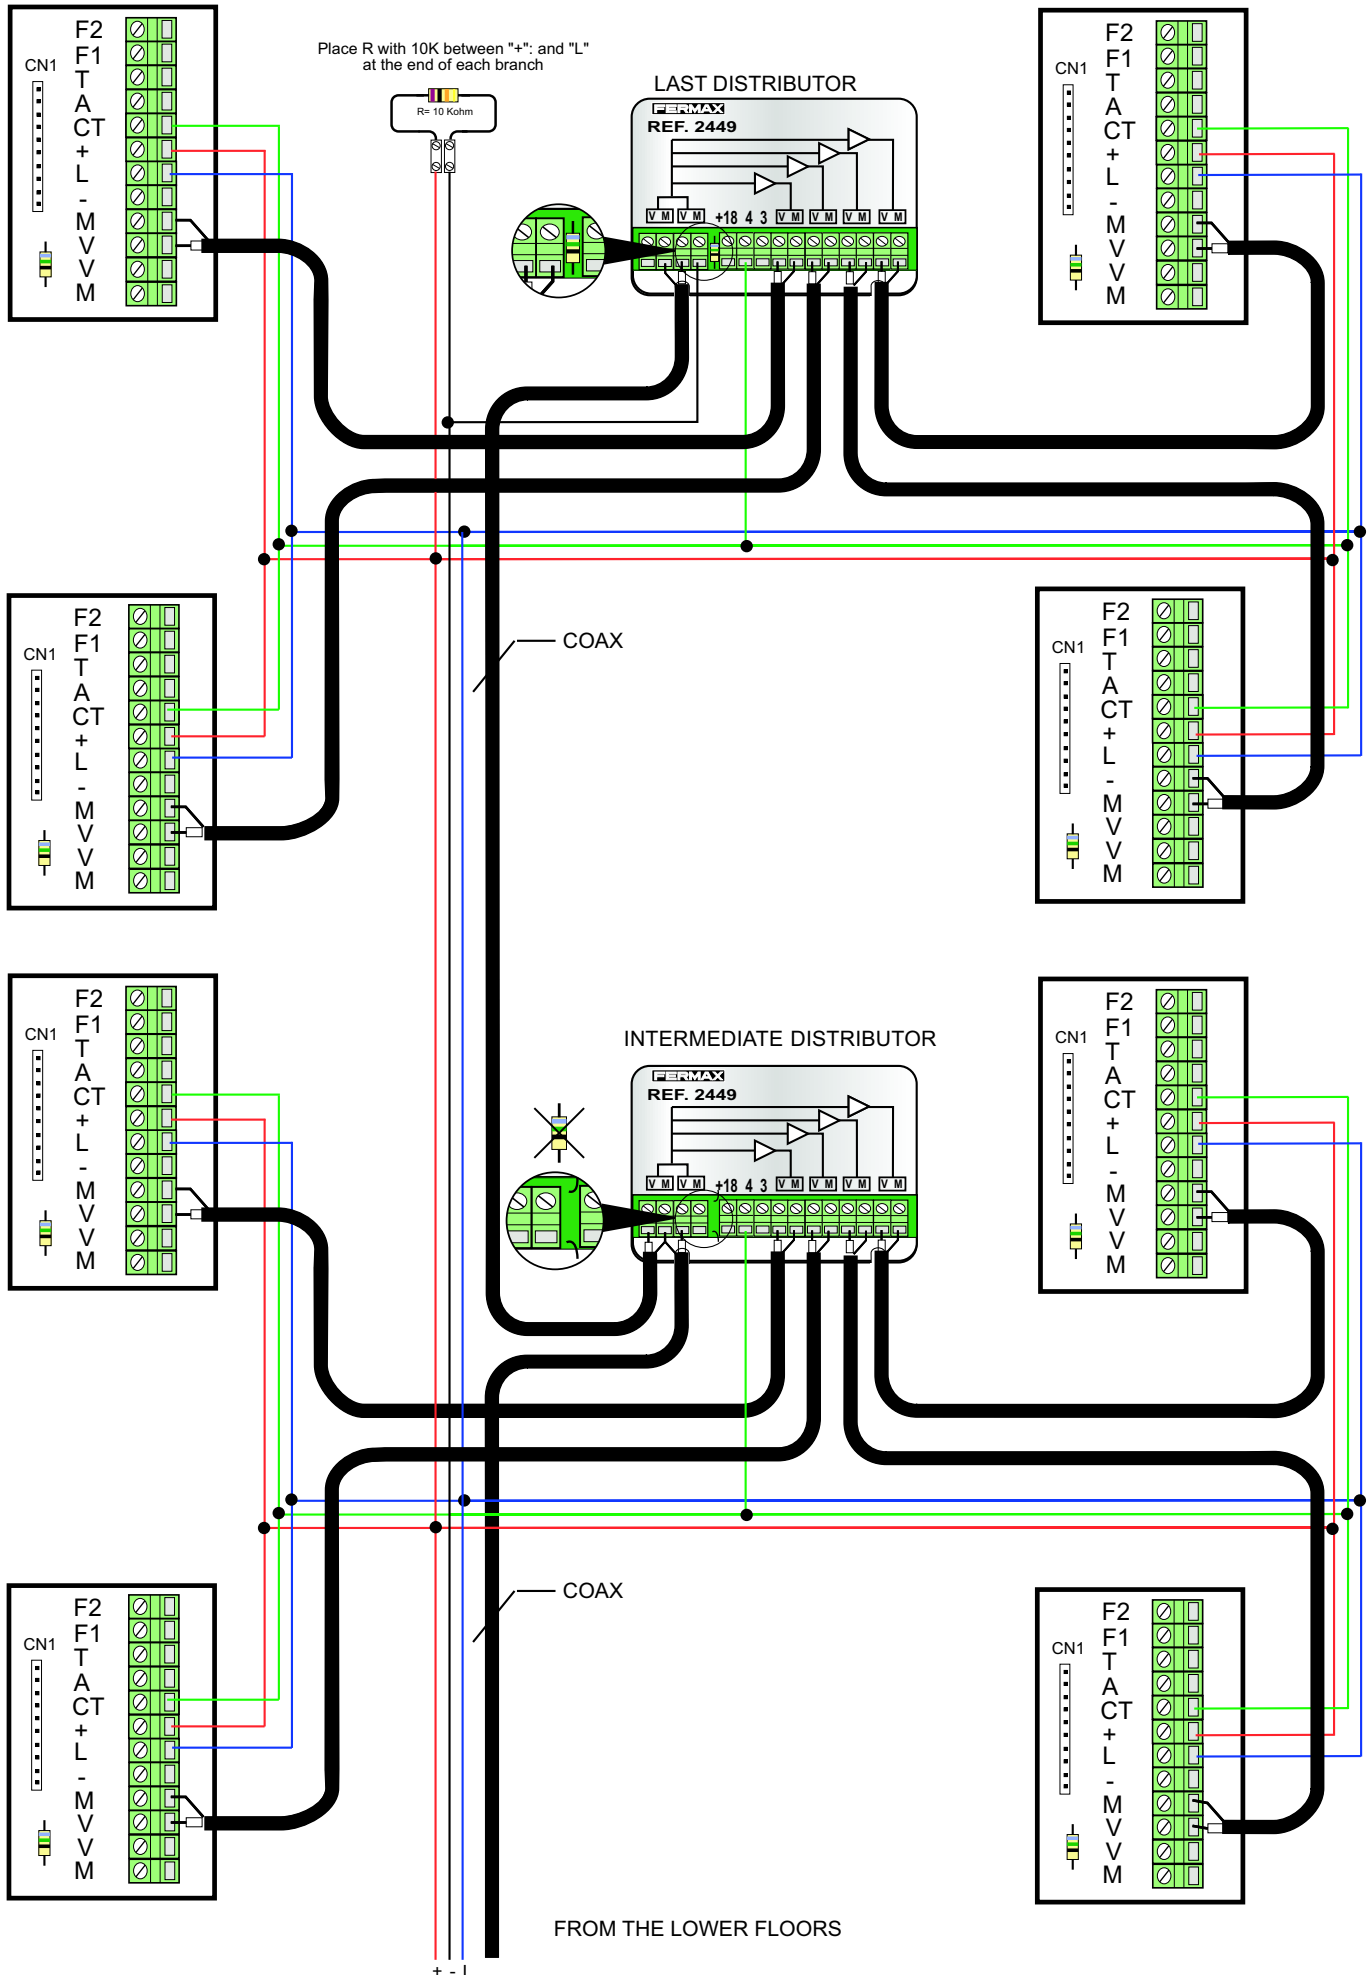 F2
F1
CN1
T
A
CT
+
L
-
M
V
V
M
Place R with 10K between "+": and "L"
at the end of each branch
R= 10 Kohm
LAST DISTRIBUTOR
FERMAX
REF. 2449
V M V M +18 4 3 V M V M V M V M
F2
F1
CN1
T
A
CT
+
L
-
M
V
V
M
F2
F1
CN1
T
A
CT
+
L
-
M
V
V
M
COAX
F2
F1
CN1
T
A
CT
+
L
-
M
V
V
M
F2
F1
CN1
T
A
CT
+
L
-
M
V
V
M
INTERMEDIATE DISTRIBUTOR
FERMAX
REF. 2449
V M V M +18 4 3 V M V M V M V M
F2
F1
CN1
T
A
CT
+
L
-
M
V
V
M
F2
F1
CN1
T
A
CT
+
L
-
M
V
V
M
COAX
F2
F1
CN1
T
A
CT
+
L
-
M
V
V
M
FROM THE LOWER FLOORS
+ - L